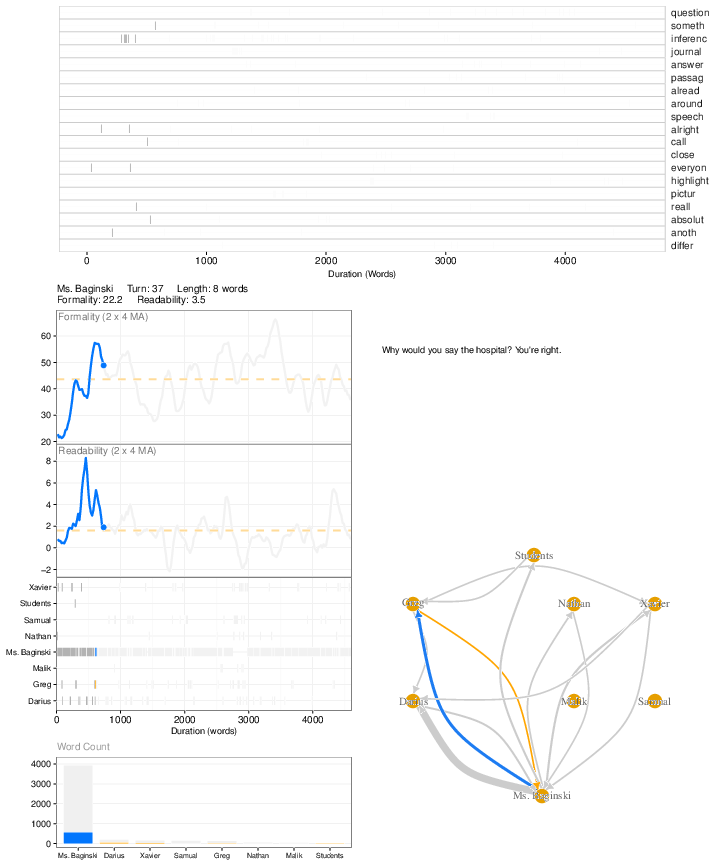 question
someth
inferenc
journal
answer
passag
alread
around
speech
alright
call
close
everyon
highlight
pictur
reall
absolut
anoth
differ
0 1000 2000 3000 4000
Duration (Words)
Ms. Baginski Turn: 37 Length: 8 words
Formality: 22.2 Readability: 3.5
Formality (2 x 4 MA)
60
50
40
30
20
Why would you say the hospital? You're right.
Readability (2 x 4 MA)
8
6
4
2
0
−2
Xavier
Students
Samual
Nathan
Ms. Baginski
Malik
Greg
Darius
0 1000 2000 3000 4000
Duration (words)
Students
Greg Nathan Xavier
Darius Malik Samual
Ms. Baginski
Word Count
4000
3000
2000
1000
0
Ms. Baginski Darius Xavier Samual Greg Nathan Malik Students